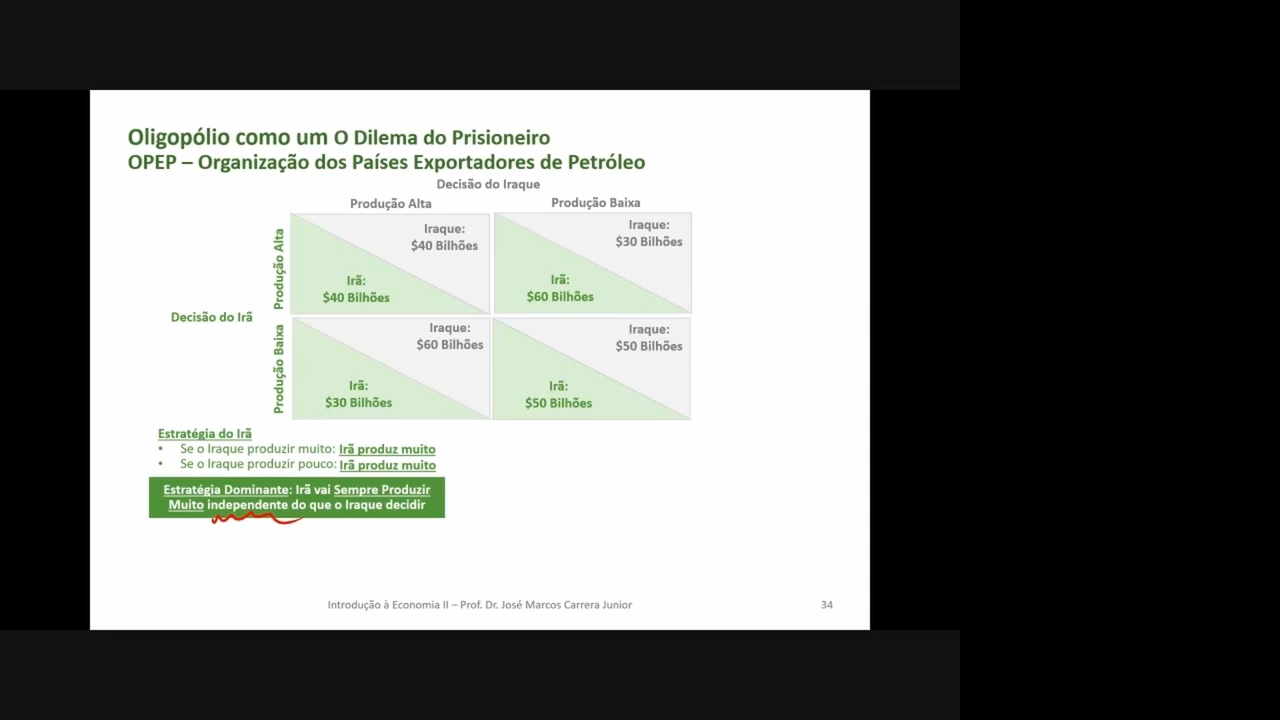 Oligopólio como um O Dilema do Prisioneiro
OPEP – Organização dos Países Exportadores de Petróleo
Decisão do Iraque
Produção Alta
Produção Baixa
Decisão do Irã
Produção Alta
Iraque:
$40 Bilhões
Irã:
$40 Bilhões
Iraque:
$30 Bilhões
Irã:
$60 Bilhões
Produção Baixa
Iraque:
$60 Bilhões
Irã:
$30 Bilhões
Iraque:
$50 Bilhões
Irã:
$50 Bilhões
Estratégia do Irã
• Se o Iraque produzir muito: Irã produz muito
• Se o Iraque produzir pouco: Irã produz muito
Estratégia Dominante: Irã vai Sempre Produzir
Muito independente do que o Iraque decidir
Introdução à Economia II – Prof. Dr. José Marcos Carrera Junior
34